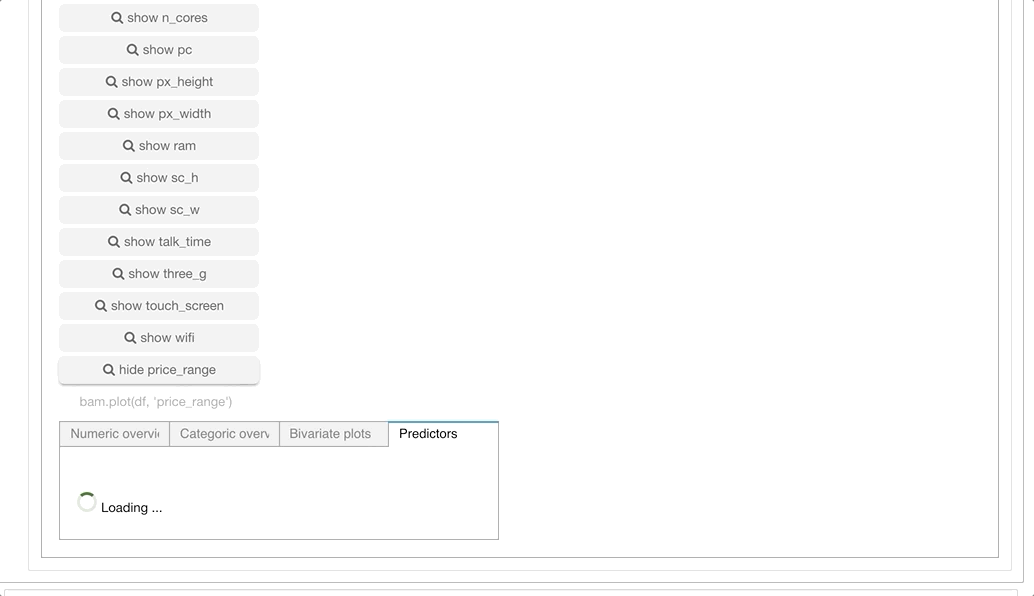 show n_cores
show pc
show px_height
show px_width
show ram
show sc_h
show sc_w
show talk_time
show three_g
show touch_screen
show wifi
hide price_range
bam.plot(df, 'price_range')
Numeric overvi Categoric over Bivariate plots Predictors
Loading ...